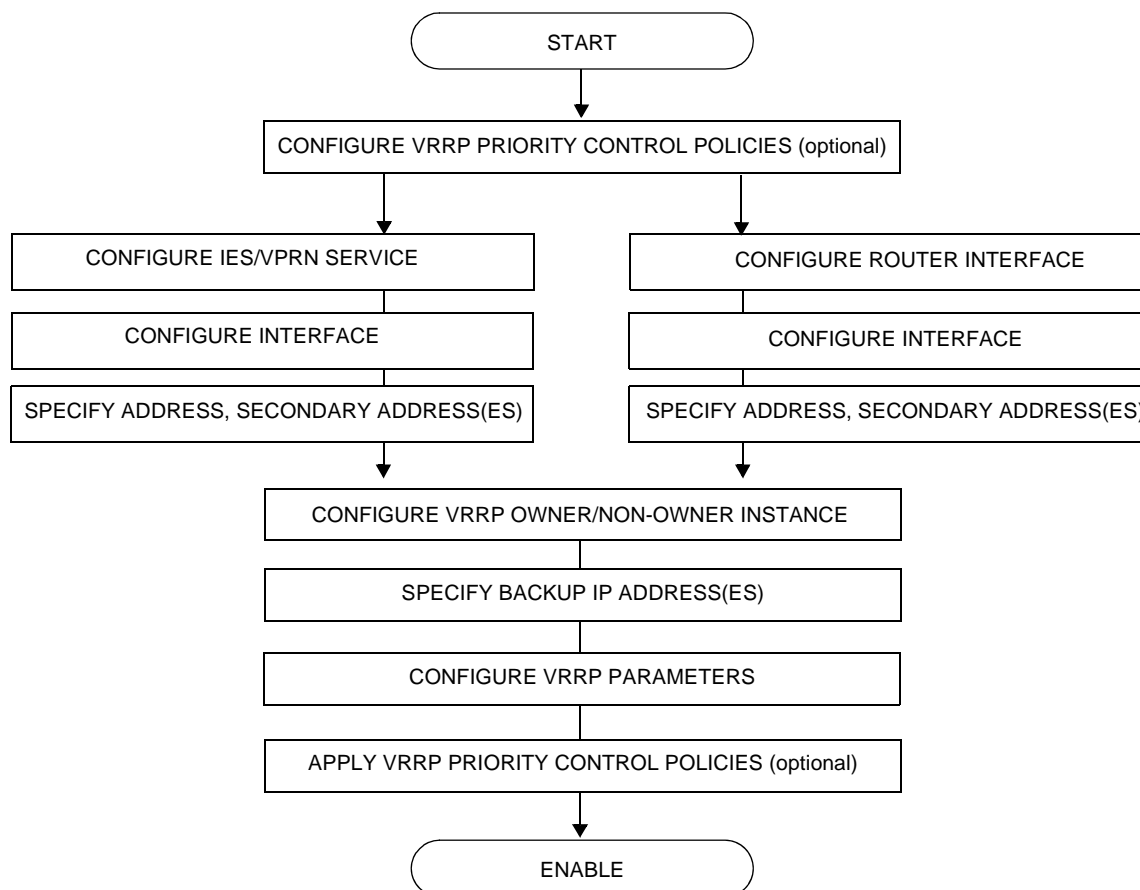 START
CONFIGURE VRRP PRIORITY CONTROL POLICIES (optional)
CONFIGURE IES/VPRN SERVICE
CONFIGURE ROUTER INTERFACE
CONFIGURE INTERFACE
CONFIGURE INTERFACE
SPECIFY ADDRESS, SECONDARY ADDRESS(ES)
SPECIFY ADDRESS, SECONDARY ADDRESS(ES)
CONFIGURE VRRP OWNER/NON-OWNER INSTANCE
SPECIFY BACKUP IP ADDRESS(ES)
CONFIGURE VRRP PARAMETERS
APPLY VRRP PRIORITY CONTROL POLICIES (optional)
ENABLE